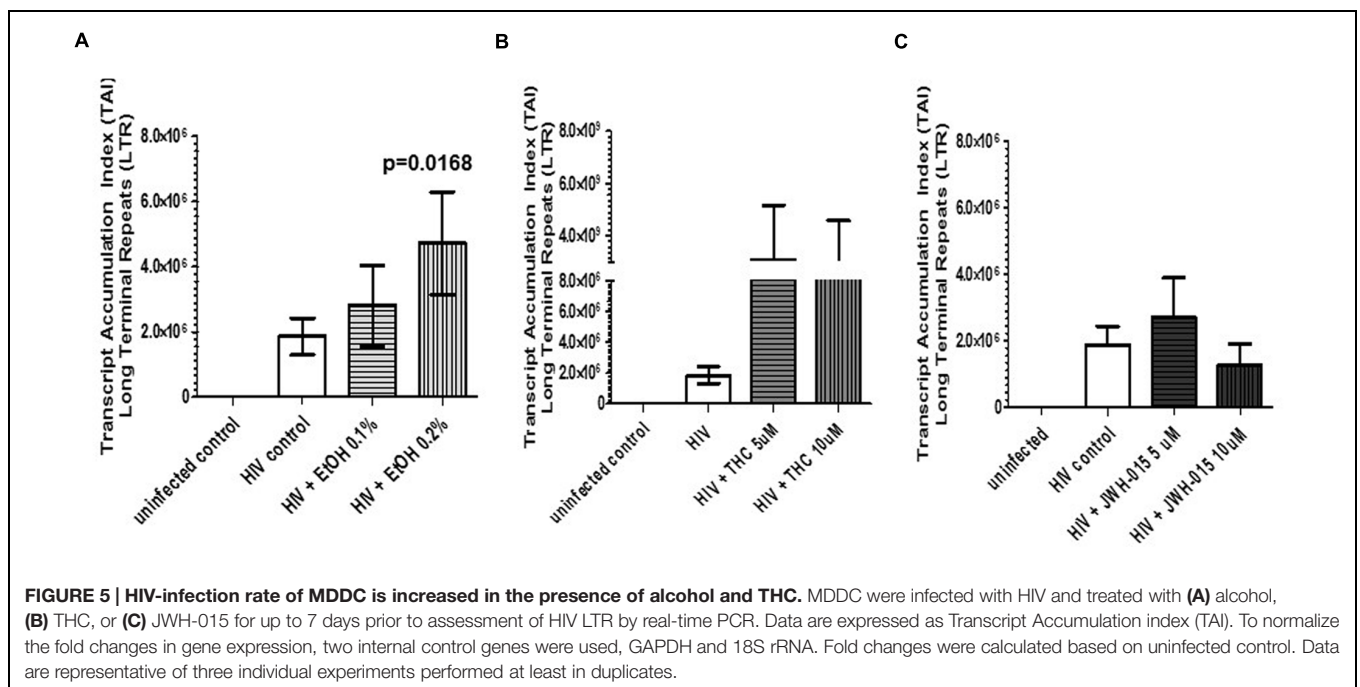 A
B
C
Transcript Accumulation Index (TAI)
Long Terminal Repeats (LTR)
8.0x10⁶
6.0x10⁶
4.0x10⁶
2.0x10⁶
0
p=0.0168
uninfected control
HIV control
HIV + EtOH 0.1%
HIV + EtOH 0.2%
Transcript Accumulation Index (TAI)
Long Terminal Repeats (LTR)
8.0x10⁹
6.0x10⁹
4.0x10⁹
8.0x10⁶
6.0x10⁶
4.0x10⁶
2.0x10⁶
0
uninfected control
HIV
HIV + THC 5uM
HIV + THC 10uM
Transcript Accumulation Index (TAI)
Long Terminal Repeats (LTR)
8.0x10⁶
6.0x10⁶
4.0x10⁶
2.0x10⁶
0
uninfected
HIV control
HIV + JWH-015 5 uM
HIV + JWH-015 10uM
FIGURE 5 | HIV-infection rate of MDDC is increased in the presence of alcohol and THC. MDDC were infected with HIV and treated with (A) alcohol,
(B) THC, or (C) JWH-015 for up to 7 days prior to assessment of HIV LTR by real-time PCR. Data are expressed as Transcript Accumulation index (TAI). To normalize
the fold changes in gene expression, two internal control genes were used, GAPDH and 18S rRNA. Fold changes were calculated based on uninfected control. Data
are representative of three individual experiments performed at least in duplicates.